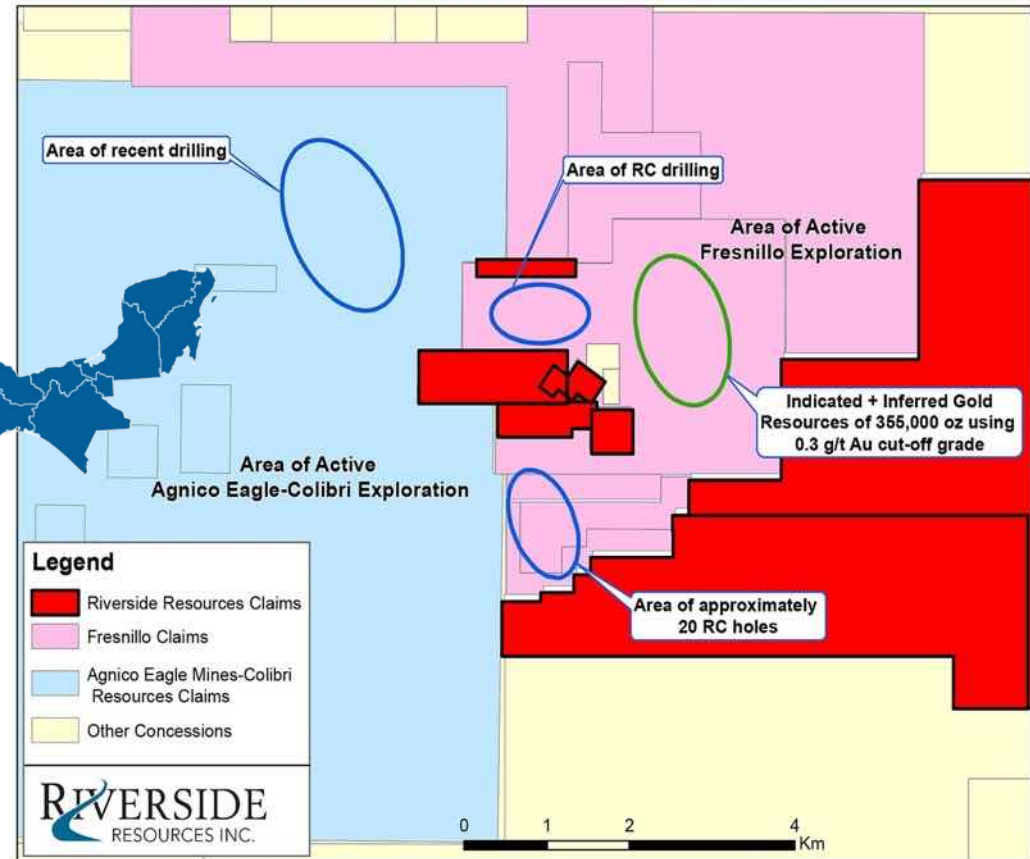 Area of recent drilling
Area of RC drilling
Area of Active
Fresnillo Exploration
Indicated + Inferred Gold
Resources of 355,000 oz using
0.3 g/t Au cut-off grade
Area of Active
Agnico Eagle-Colibri Exploration
Area of approximately
20 RC holes
Legend
Riverside Resources Claims
Fresnillo Claims
Agnico Eagle Mines-Colibri
Resources Claims
Other Concessions
RIVERSIDE
RESOURCES INC.
0 1 2 4
Km